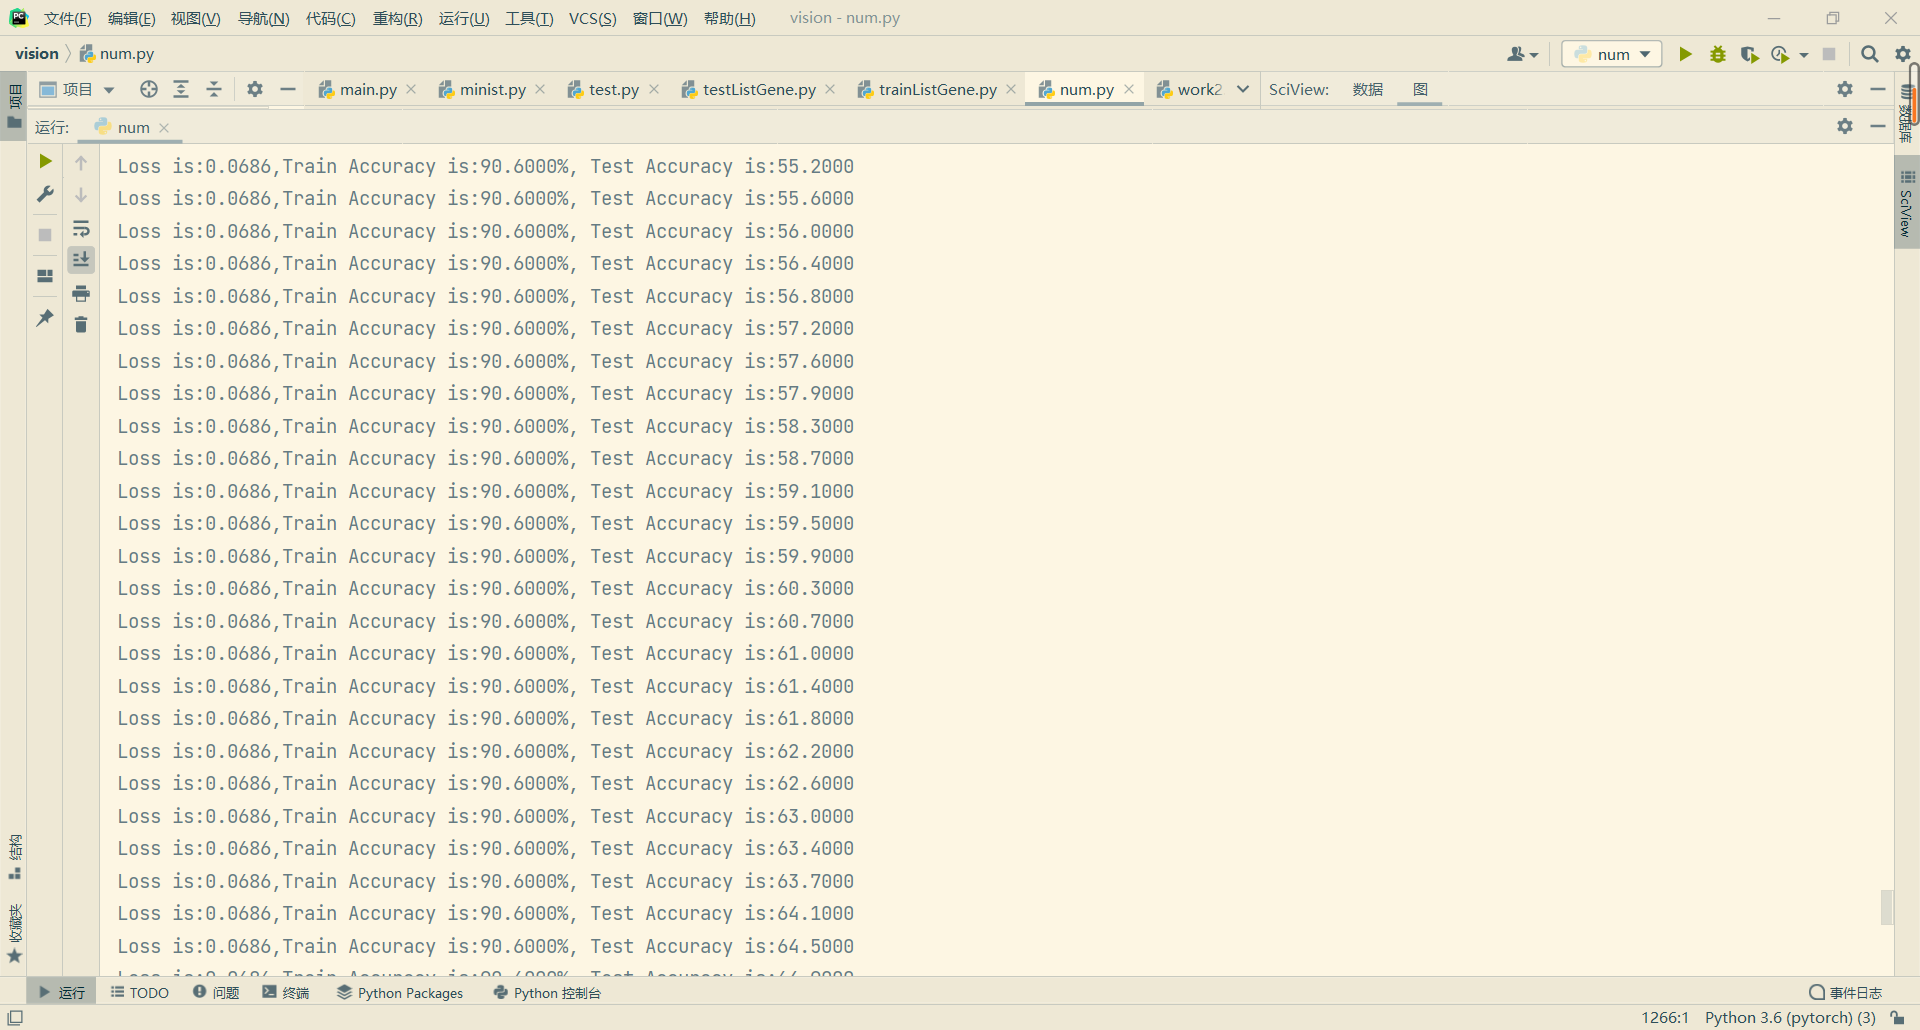 文件(F) 编辑(E) 视图(V) 导航(N) 代码(C) 重构(R) 运行(U) 工具(T) VCS(S) 窗口(W) 帮助(H) vision - num.py
vision num.py num
项目 main.py minist.py test.py testListGene.py trainListGene.py num.py work2 SciView: 数据 图
运行: num
Loss is:0.0686,Train Accuracy is:90.6000%, Test Accuracy is:55.2000
Loss is:0.0686,Train Accuracy is:90.6000%, Test Accuracy is:55.6000
Loss is:0.0686,Train Accuracy is:90.6000%, Test Accuracy is:56.0000
Loss is:0.0686,Train Accuracy is:90.6000%, Test Accuracy is:56.4000
Loss is:0.0686,Train Accuracy is:90.6000%, Test Accuracy is:56.8000
Loss is:0.0686,Train Accuracy is:90.6000%, Test Accuracy is:57.2000
Loss is:0.0686,Train Accuracy is:90.6000%, Test Accuracy is:57.6000
Loss is:0.0686,Train Accuracy is:90.6000%, Test Accuracy is:57.9000
Loss is:0.0686,Train Accuracy is:90.6000%, Test Accuracy is:58.3000
Loss is:0.0686,Train Accuracy is:90.6000%, Test Accuracy is:58.7000
Loss is:0.0686,Train Accuracy is:90.6000%, Test Accuracy is:59.1000
Loss is:0.0686,Train Accuracy is:90.6000%, Test Accuracy is:59.5000
Loss is:0.0686,Train Accuracy is:90.6000%, Test Accuracy is:59.9000
Loss is:0.0686,Train Accuracy is:90.6000%, Test Accuracy is:60.3000
Loss is:0.0686,Train Accuracy is:90.6000%, Test Accuracy is:60.7000
Loss is:0.0686,Train Accuracy is:90.6000%, Test Accuracy is:61.0000
Loss is:0.0686,Train Accuracy is:90.6000%, Test Accuracy is:61.4000
Loss is:0.0686,Train Accuracy is:90.6000%, Test Accuracy is:61.8000
Loss is:0.0686,Train Accuracy is:90.6000%, Test Accuracy is:62.2000
Loss is:0.0686,Train Accuracy is:90.6000%, Test Accuracy is:62.6000
Loss is:0.0686,Train Accuracy is:90.6000%, Test Accuracy is:63.0000
Loss is:0.0686,Train Accuracy is:90.6000%, Test Accuracy is:63.4000
Loss is:0.0686,Train Accuracy is:90.6000%, Test Accuracy is:63.7000
Loss is:0.0686,Train Accuracy is:90.6000%, Test Accuracy is:64.1000
Loss is:0.0686,Train Accuracy is:90.6000%, Test Accuracy is:64.5000
项目
结构
收藏夹
数据库
SciView
运行 TODO 问题 终端 Python Packages Python 控制台 事件日志
1266:1 Python 3.6 (pytorch) (3)